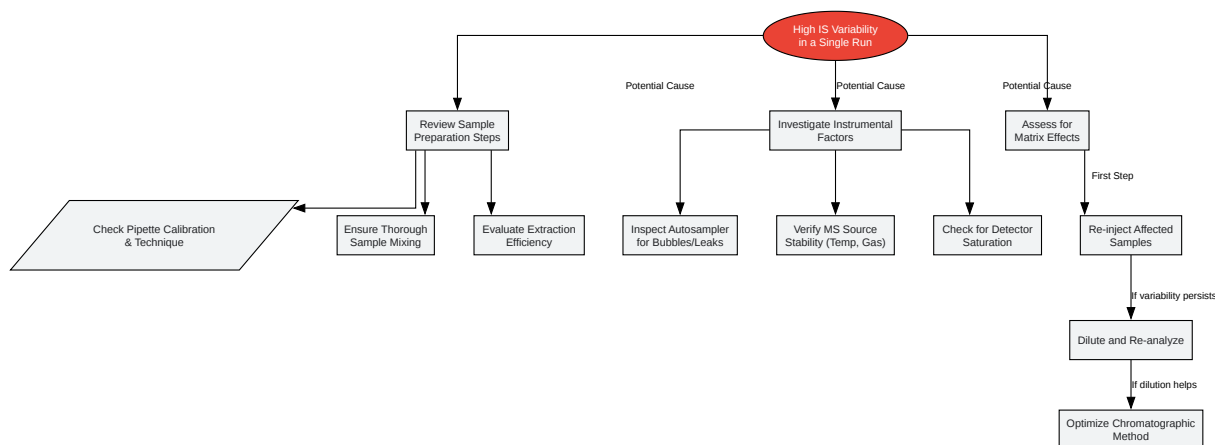 High IS Variability
in a Single Run
Potential Cause
Potential Cause
Potential Cause
Review Sample
Preparation Steps
Investigate Instrumental
Factors
Assess for
Matrix Effects
First Step
Check Pipette Calibration
& Technique
Ensure Thorough
Sample Mixing
Evaluate Extraction
Efficiency
Inspect Autosampler
for Bubbles/Leaks
Verify MS Source
Stability (Temp, Gas)
Check for Detector
Saturation
Re-inject Affected
Samples
If variability persists
Dilute and Re-analyze
If dilution helps
Optimize Chromatographic
Method